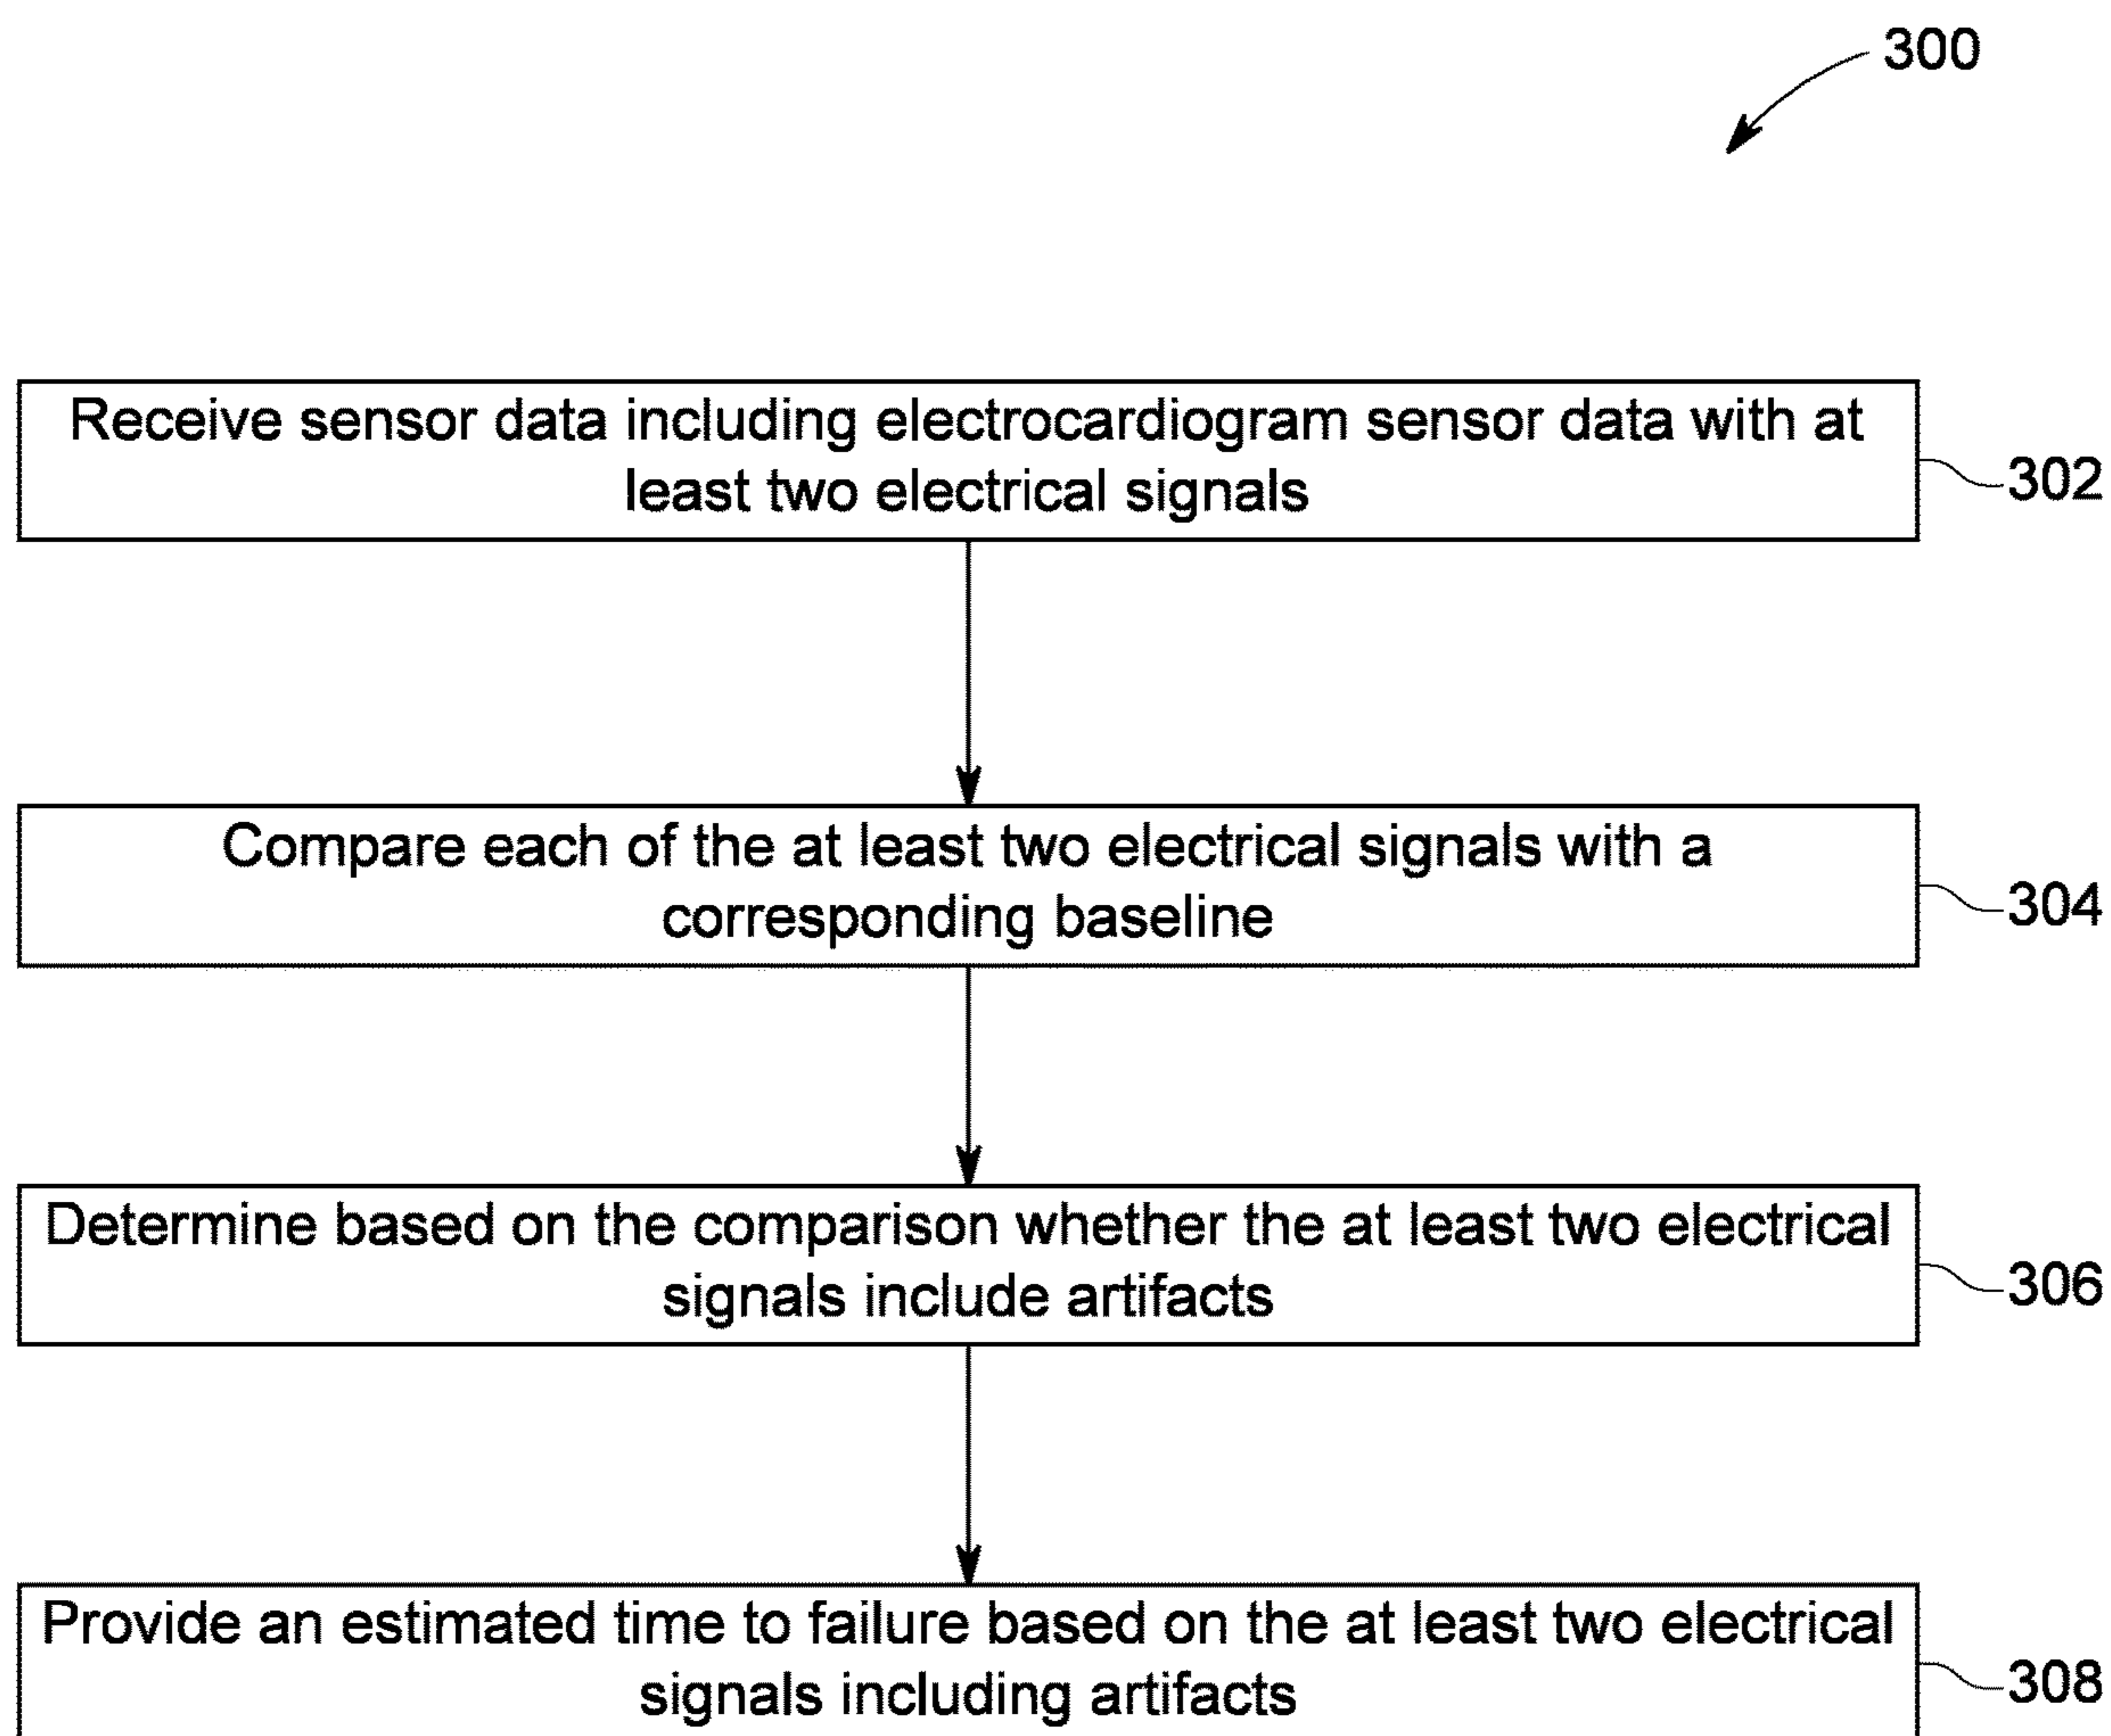 300
Receive sensor data including electrocardiogram sensor data with at
least two electrical signals
302
Compare each of the at least two electrical signals with a
corresponding baseline
304
Determine based on the comparison whether the at least two electrical
signals include artifacts
306
Provide an estimated time to failure based on the at least two electrical
signals including artifacts
308